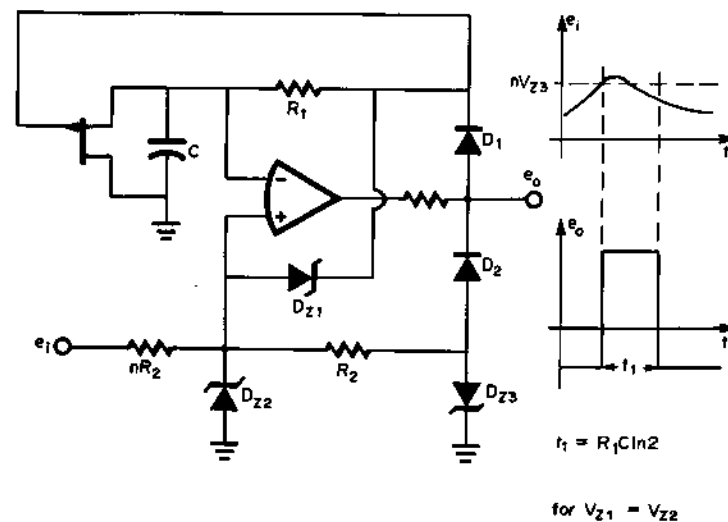 R1
C
D1
eo
D2
DZ1
ei
nR2
R2
DZ2
DZ3
ei
nVZ3
t
eo
t
t1
t1 = R1Cln2
for VZ1 = VZ2
-
+